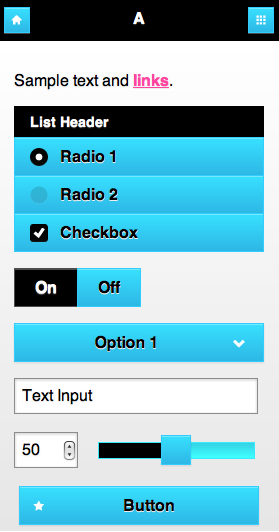 A
Sample text and links.
List Header
Radio 1
Radio 2
Checkbox
On Off
Option 1
Text Input
50
Button